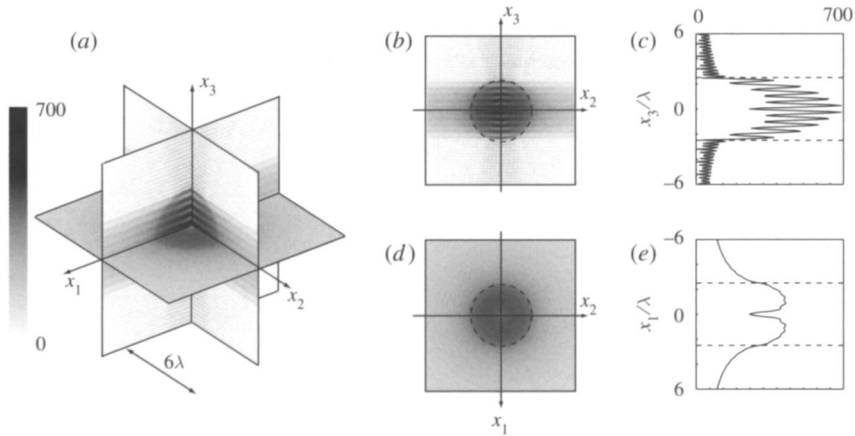 (a)
x3
700
0
x1
x2
6λ
(b)
x3
x2
(c)
0 700
6
x3/λ
0
−6
(d)
x2
x1
(e)
−6
x1/λ
0
6